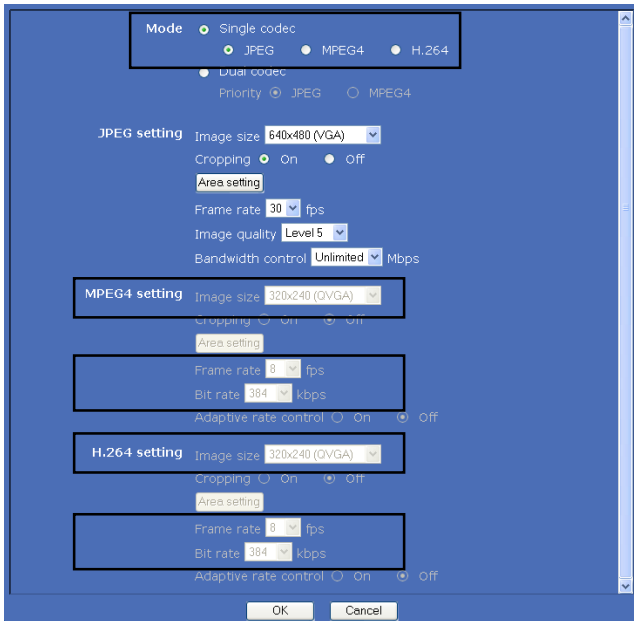 Mode Single codec
JPEG MPEG4 H.264
Dual codec
Priority JPEG MPEG4
JPEG setting Image size 640x480 (VGA)
Cropping On Off
Area setting
Frame rate 30 fps
Image quality Level 5
Bandwidth control Unlimited Mbps
MPEG4 setting Image size 320x240 (QVGA)
Cropping On Off
Area setting
Frame rate 8 fps
Bit rate 384 kbps
Adaptive rate control On Off
H.264 setting Image size 320x240 (QVGA)
Cropping On Off
Area setting
Frame rate 8 fps
Bit rate 384 kbps
Adaptive rate control On Off
OK Cancel